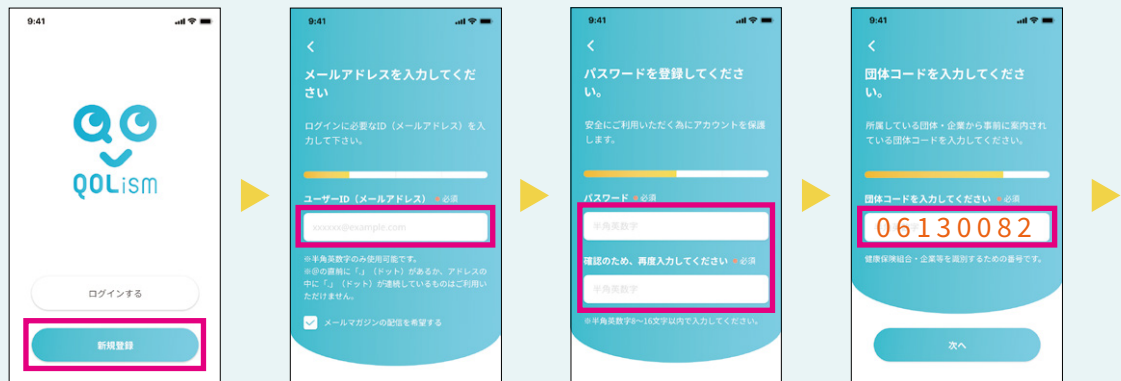 9:41
QOLism
ログインする
新規登録
9:41
メールアドレスを入力してくだ
さい
ログインに必要なID（メールアドレス）を入
力して下さい。
ユーザーID（メールアドレス） ※必須
xxxxxx@example.com
※半角英数字のみ使用可能です。
※@の直前に「.」（ドット）があるか、アドレスの
中に「.」（ドット）が連続しているものはご利用い
ただけません。
メールマガジンの配信を希望する
9:41
パスワードを登録してくださ
い。
安全にご利用いただく為にアカウントを保護
します。
パスワード ※必須
半角英数字
確認のため、再度入力してください ※必須
半角英数字
※半角英数字8〜16文字以内で入力してください。
9:41
団体コードを入力してくださ
い。
所属している団体・企業から事前に案内され
ている団体コードを入力してください。
団体コードを入力してください ※必須
06130082
健康保険組合・企業等を識別するための番号です。
次へ